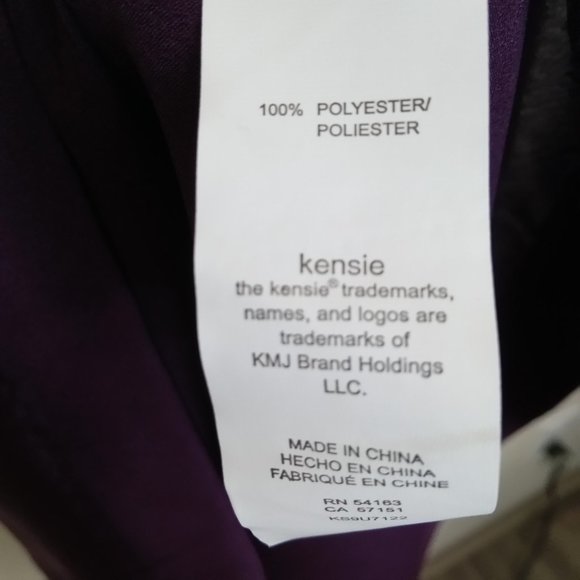 100% POLYESTER/
POLIESTER
kensie
the kensie® trademarks,
names, and logos are
trademarks of
KMJ Brand Holdings
LLC.
MADE IN CHINA
HECHO EN CHINA
FABRIQUÉ EN CHINE
RN 54163
CA 57151
KS9U7122